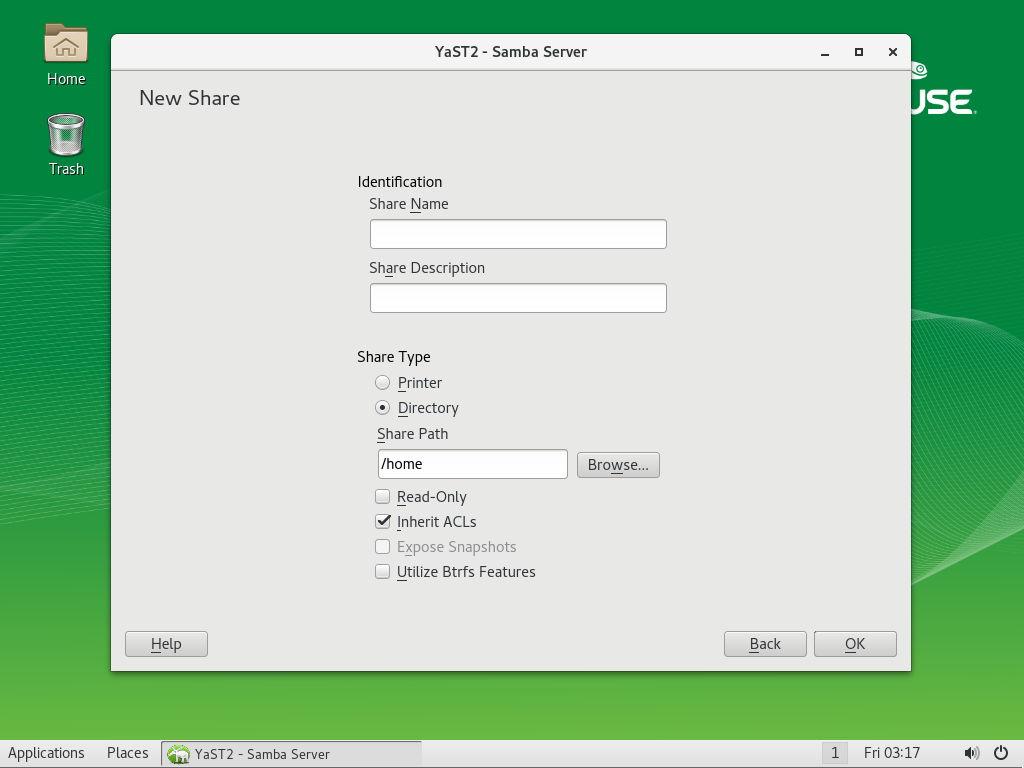 YaST2 - Samba Server
Home
New Share
USE
Trash
Identification
Share Name
Share Description
Share Type
Printer
Directory
Share Path
/home
Browse...
Read-Only
Inherit ACLs
Expose Snapshots
Utilize Btrfs Features
Help
Back
OK
Applications
Places
YaST2 - Samba Server
1
Fri 03:17